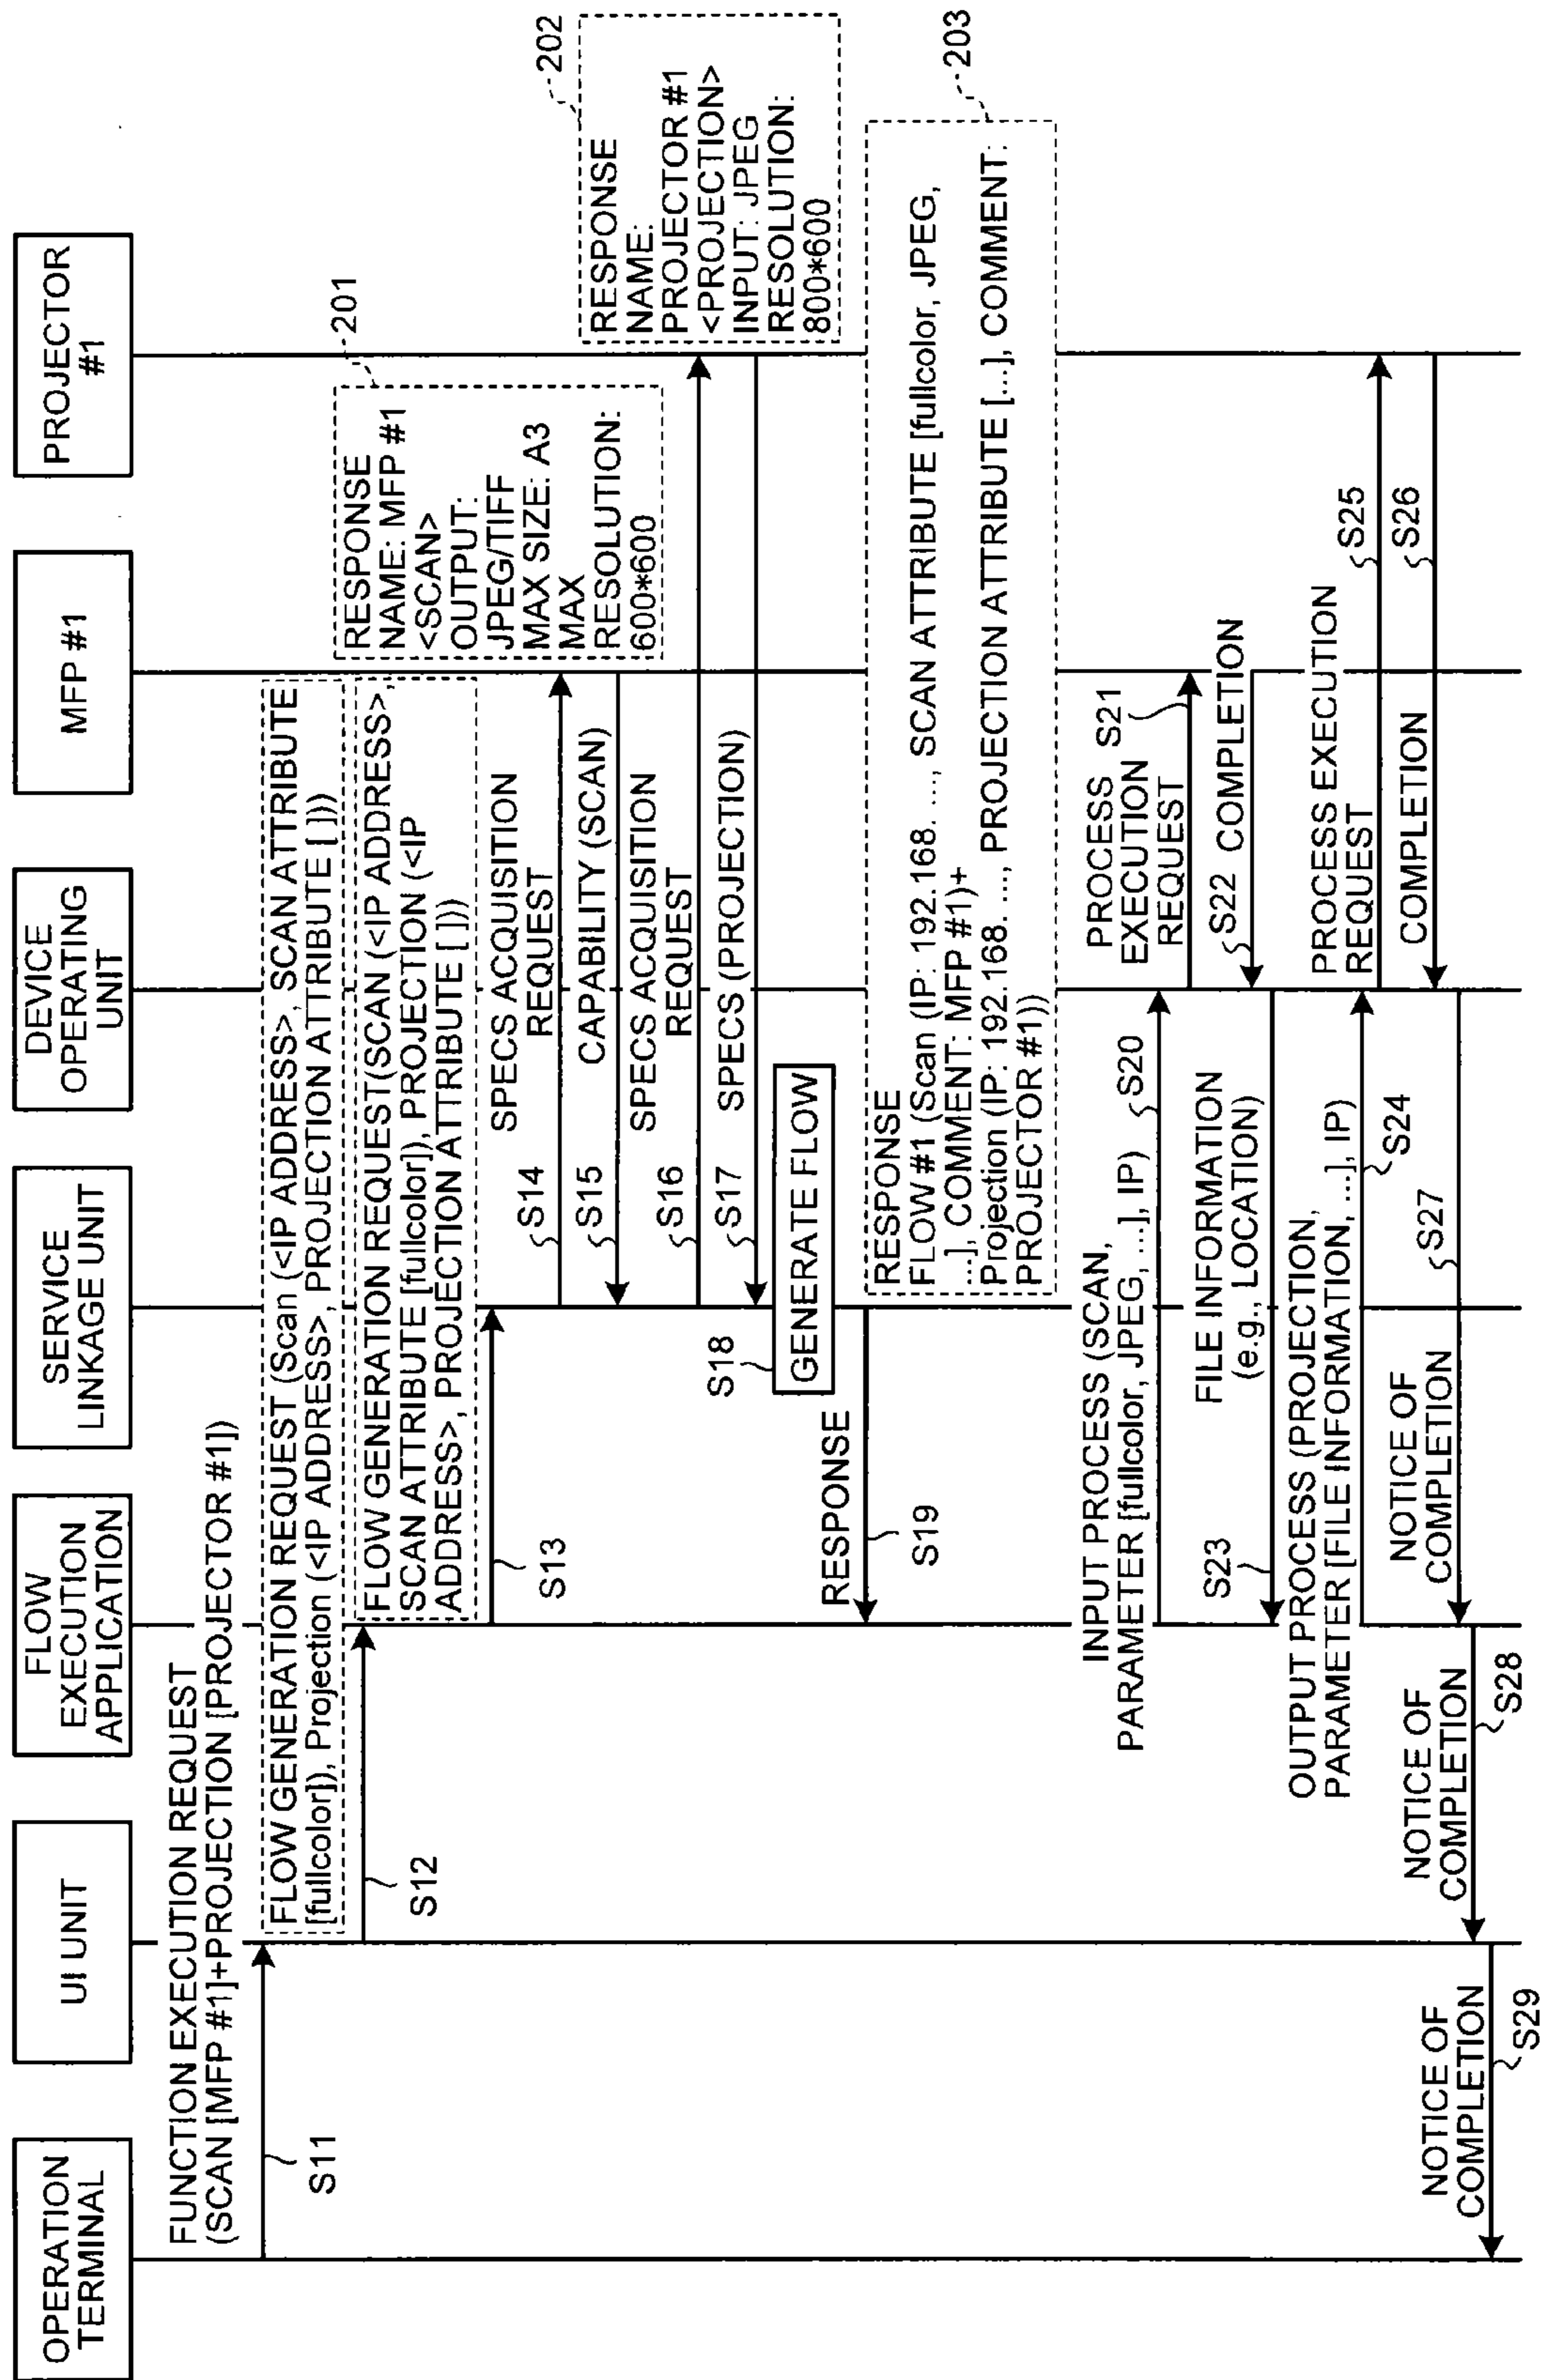 OPERATION
TERMINAL
UI UNIT
FLOW
EXECUTION
APPLICATION
SERVICE
LINKAGE UNIT
DEVICE
OPERATING
UNIT
MFP #1
PROJECTOR
#1
FUNCTION EXECUTION REQUEST
(SCAN [MFP #1]+PROJECTION [PROJECTOR #1])
S11
FLOW GENERATION REQUEST (Scan (<IP ADDRESS>, SCAN ATTRIBUTE
[fullcolor]), Projection (<IP ADDRESS>, PROJECTION ATTRIBUTE [ ]))
S12
FLOW GENERATION REQUEST(SCAN (<IP ADDRESS>,
SCAN ATTRIBUTE [fullcolor]), PROJECTION (<IP
ADDRESS>, PROJECTION ATTRIBUTE [ ]))
S13
201
RESPONSE
NAME: MFP #1
<SCAN>
OUTPUT:
JPEG/TIFF
MAX SIZE: A3
MAX
RESOLUTION:
600*600
SPECS ACQUISITION
REQUEST
S14
CAPABILITY (SCAN)
S15
SPECS ACQUISITION
REQUEST
S16
SPECS (PROJECTION)
S17
202
RESPONSE
NAME:
PROJECTOR #1
<PROJECTION>
INPUT: JPEG
RESOLUTION:
800*600
S18
GENERATE FLOW
RESPONSE
S19
203
RESPONSE
FLOW #1 (Scan (IP: 192.168. ..., SCAN ATTRIBUTE [fullcolor, JPEG,
...], COMMENT: MFP #1)+
Projection (IP: 192.168. ..., PROJECTION ATTRIBUTE [...], COMMENT:
PROJECTOR #1))
INPUT PROCESS (SCAN,
PARAMETER [fullcolor, JPEG, ...], IP)
S20
PROCESS
EXECUTION
REQUEST
S21
S22
COMPLETION
FILE INFORMATION
(e.g., LOCATION)
S23
OUTPUT PROCESS (PROJECTION,
PARAMETER [FILE INFORMATION, ...], IP)
S24
PROCESS EXECUTION
REQUEST
S25
COMPLETION
S26
NOTICE OF
COMPLETION
S27
NOTICE OF
COMPLETION
S28
NOTICE OF
COMPLETION
S29